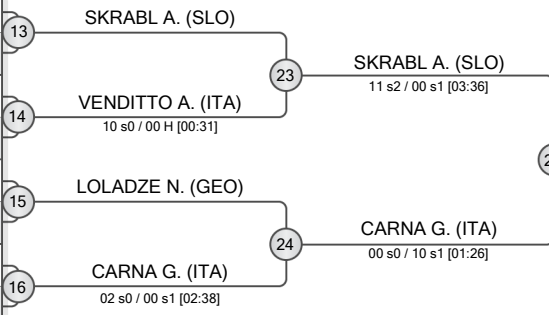 SKRABL A. (SLO)
13
23
SKRABL A. (SLO)
11 s2 / 00 s1 [03:36]
VENDITTO A. (ITA)
14
10 s0 / 00 H [00:31]
LOLADZE N. (GEO)
15
24
CARNA G. (ITA)
00 s0 / 10 s1 [01:26]
CARNA G. (ITA)
16
02 s0 / 00 s1 [02:38]